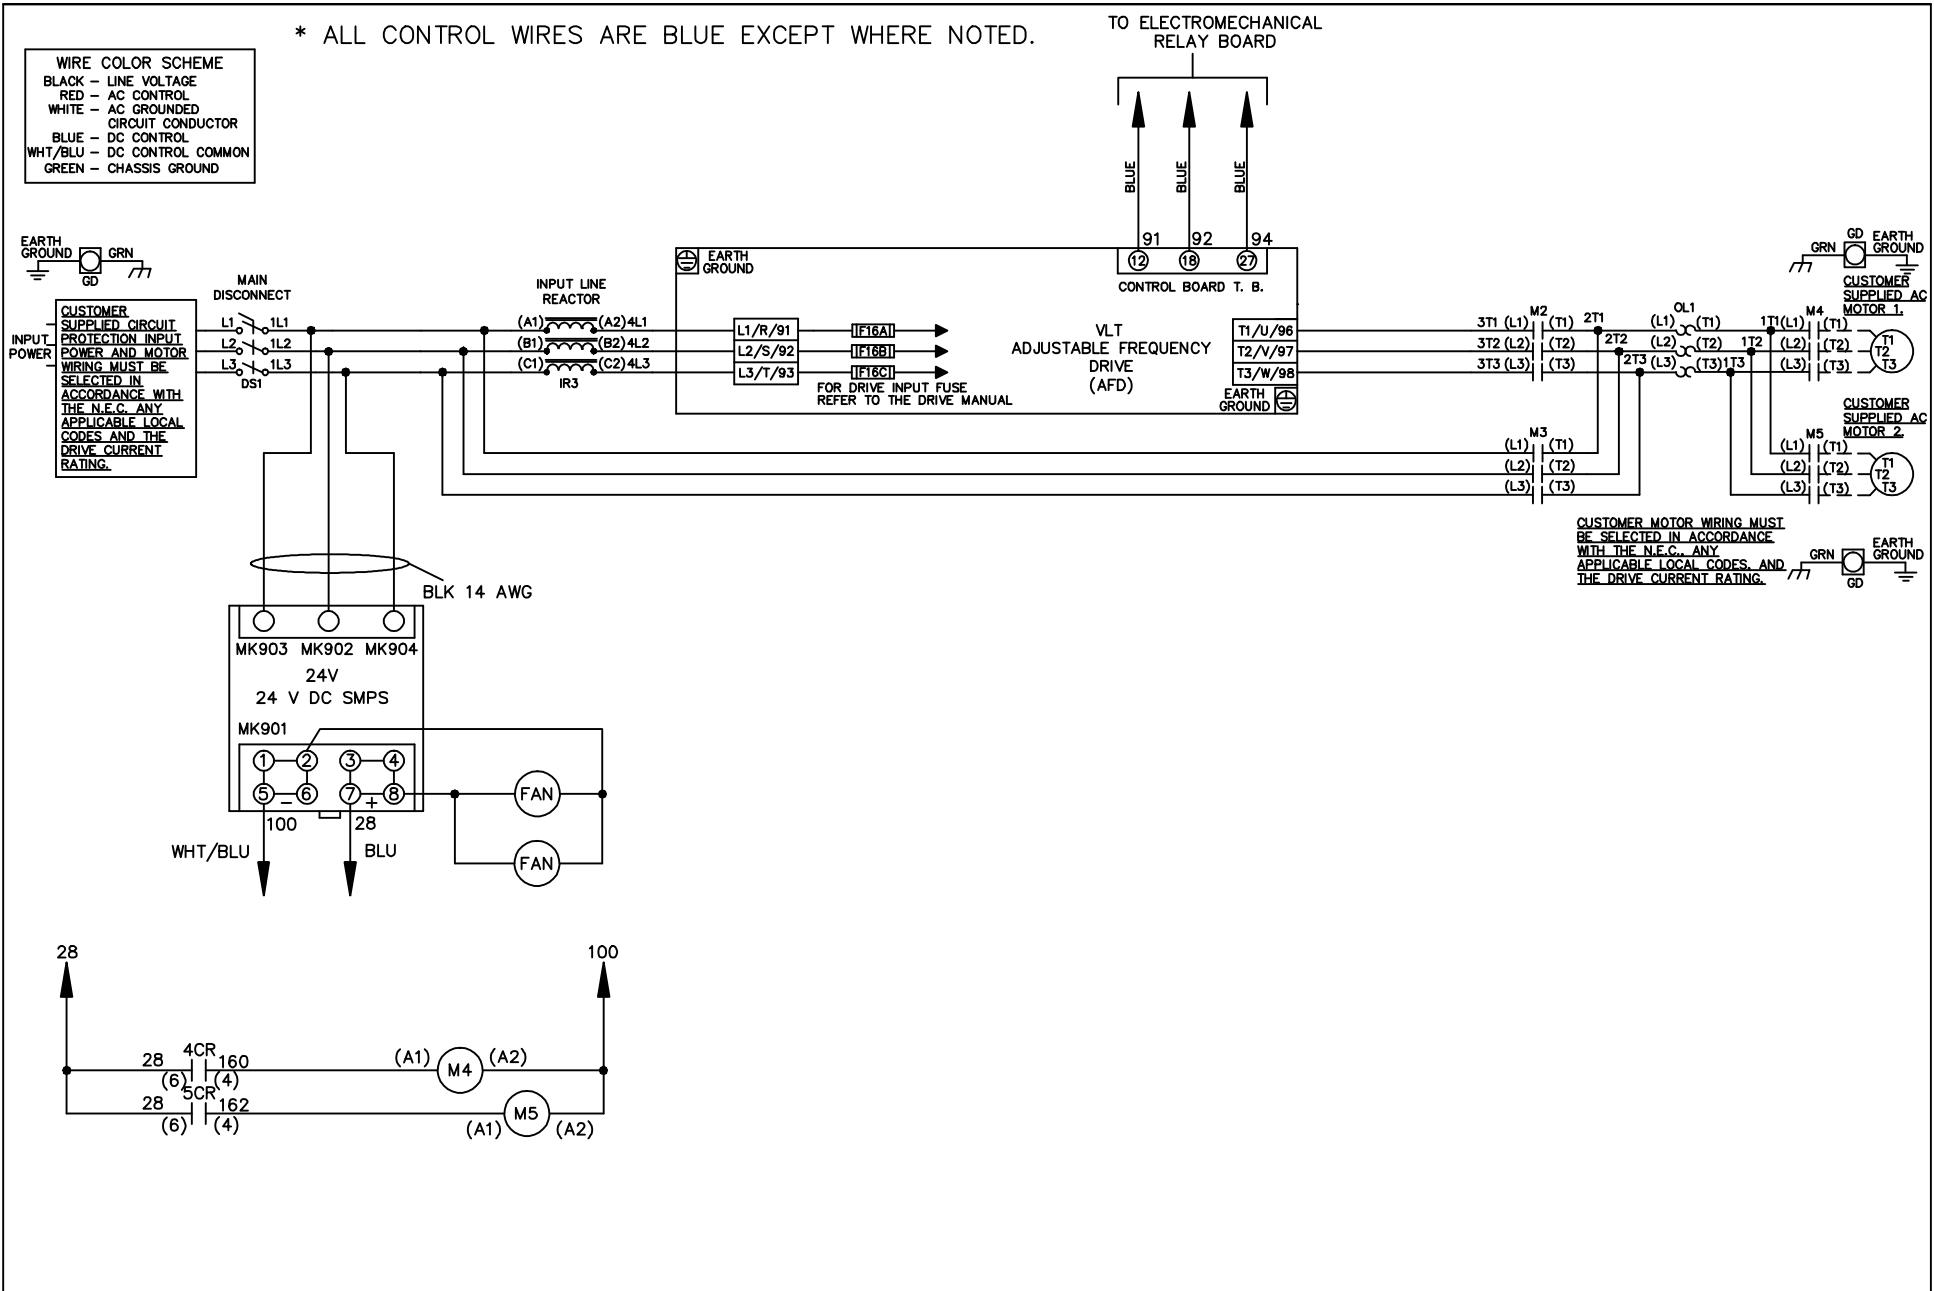 * ALL CONTROL WIRES ARE BLUE EXCEPT WHERE NOTED.
TO ELECTROMECHANICAL
RELAY BOARD
WIRE COLOR SCHEME
BLACK – LINE VOLTAGE
RED – AC CONTROL
WHITE – AC GROUNDED
CIRCUIT CONDUCTOR
BLUE – DC CONTROL
WHT/BLU – DC CONTROL COMMON
GREEN – CHASSIS GROUND
BLUE
BLUE
BLUE
91 92 94
12 18 27
CONTROL BOARD T. B.
EARTH
GROUND
GRN
GD
INPUT
POWER
CUSTOMER
SUPPLIED CIRCUIT
PROTECTION INPUT
POWER AND MOTOR
WIRING MUST BE
SELECTED IN
ACCORDANCE WITH
THE N.E.C. ANY
APPLICABLE LOCAL
CODES AND THE
DRIVE CURRENT
RATING.
MAIN
DISCONNECT
L1 1L1
L2 1L2
L3 1L3
DS1
INPUT LINE
REACTOR
(A1) (A2) 4L1
(B1) (B2) 4L2
(C1) (C2) 4L3
IR3
EARTH
GROUND
L1/R/91
L2/S/92
L3/T/93
F16A
F16B
F16C
FOR DRIVE INPUT FUSE
REFER TO THE DRIVE MANUAL
VLT
ADJUSTABLE FREQUENCY
DRIVE
(AFD)
T1/U/96
T2/V/97
T3/W/98
EARTH
GROUND
M2
3T1 (L1) (T1) 2T1
3T2 (L2) (T2) 2T2
3T3 (L3) (T3) 2T3
OL1
(L1) (T1) 1T1
(L2) (T2) 1T2
(L3) (T3) 1T3
M4
(L1) (T1)
(L2) (T2)
(L3) (T3)
T1
T2
T3
GRN
GD
EARTH
GROUND
CUSTOMER
SUPPLIED AC
MOTOR 1.
M3
(L1) (T1)
(L2) (T2)
(L3) (T3)
CUSTOMER
SUPPLIED AC
MOTOR 2.
M5
(L1) (T1)
(L2) (T2)
(L3) (T3)
T1
T2
T3
CUSTOMER MOTOR WIRING MUST
BE SELECTED IN ACCORDANCE
WITH THE N.E.C., ANY
APPLICABLE LOCAL CODES, AND
THE DRIVE CURRENT RATING.
GRN
GD
EARTH
GROUND
BLK 14 AWG
MK903 MK902 MK904
24V
24 V DC SMPS
MK901
1 2 3 4
5 – 6 7 + 8
100 28
WHT/BLU BLU
FAN
FAN
28 100
4CR
28 160 (A1) M4 (A2)
(6) (4)
5CR
28 162 M5
(6) (4) (A1) (A2)